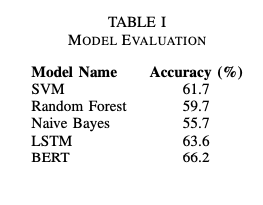 TABLE I
MODEL EVALUATION
Model Name Accuracy (%)
SVM 61.7
Random Forest 59.7
Naive Bayes 55.7
LSTM 63.6
BERT 66.2